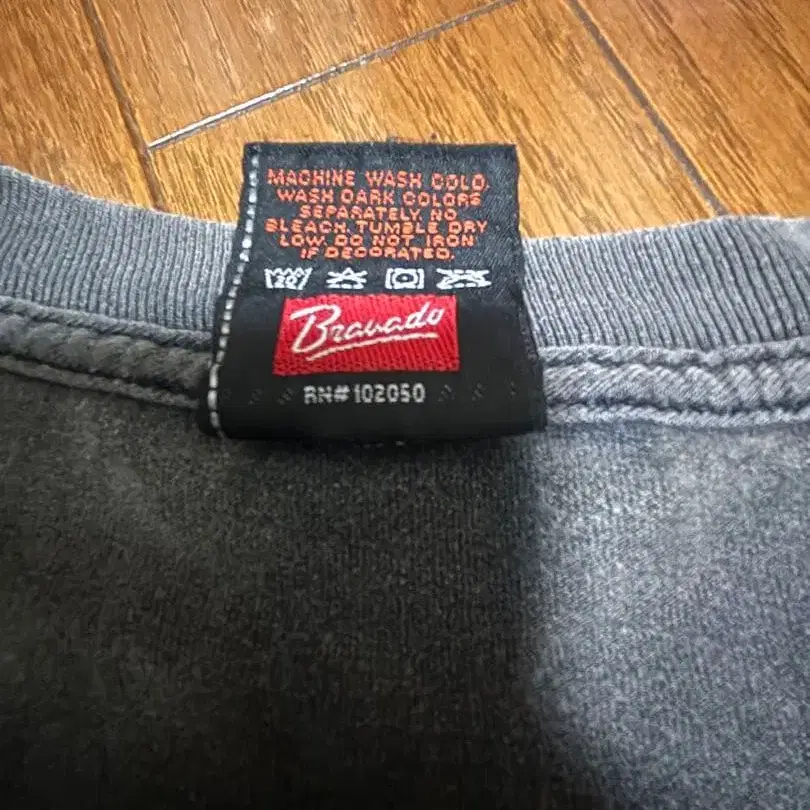 MACHINE WASH COLD.
WASH DARK COLORS
SEPARATELY. NO
BLEACH. TUMBLE DRY
LOW. DO NOT IRON
IF DECORATED.
Bravado
RN# 102050